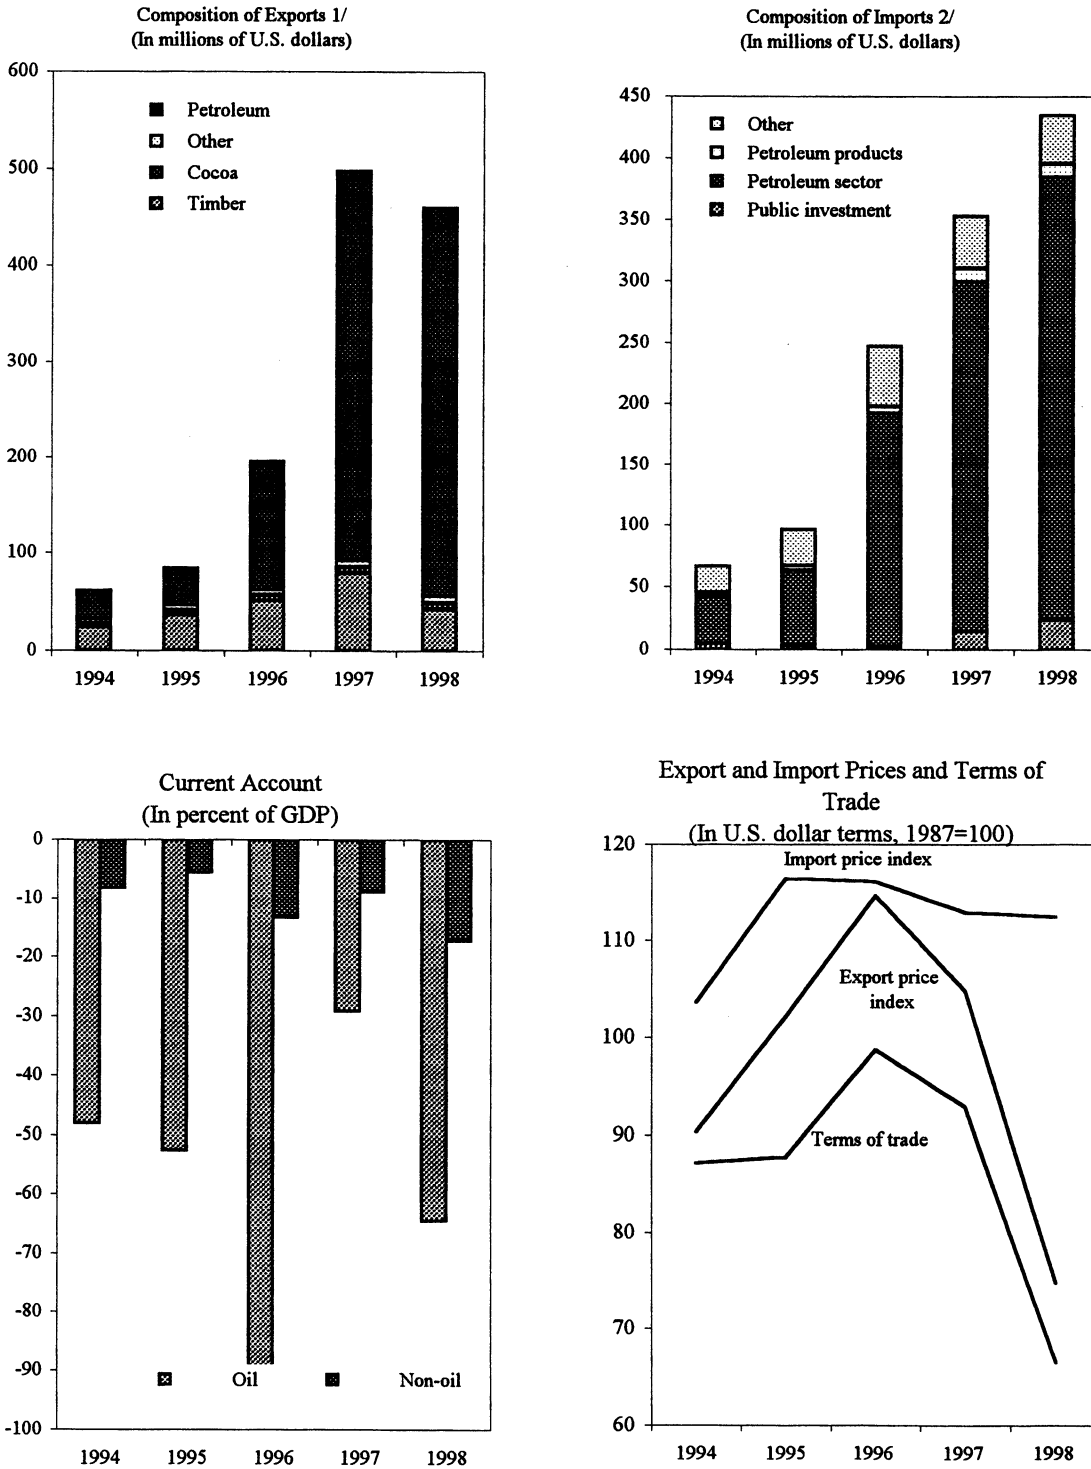 Composition of Exports 1/
(In millions of U.S. dollars)
600
500
400
300
200
100
0
Petroleum
Other
Cocoa
Timber
1994 1995 1996 1997 1998
Composition of Imports 2/
(In millions of U.S. dollars)
450
400
350
300
250
200
150
100
50
0
Other
Petroleum products
Petroleum sector
Public investment
1994 1995 1996 1997 1998
Current Account
(In percent of GDP)
0
-10
-20
-30
-40
-50
-60
-70
-80
-90
-100
Oil Non-oil
1994 1995 1996 1997 1998
Export and Import Prices and Terms of
Trade
(In U.S. dollar terms, 1987=100)
120
110
100
90
80
70
60
Import price index
Export price
index
Terms of trade
1994 1995 1996 1997 1998